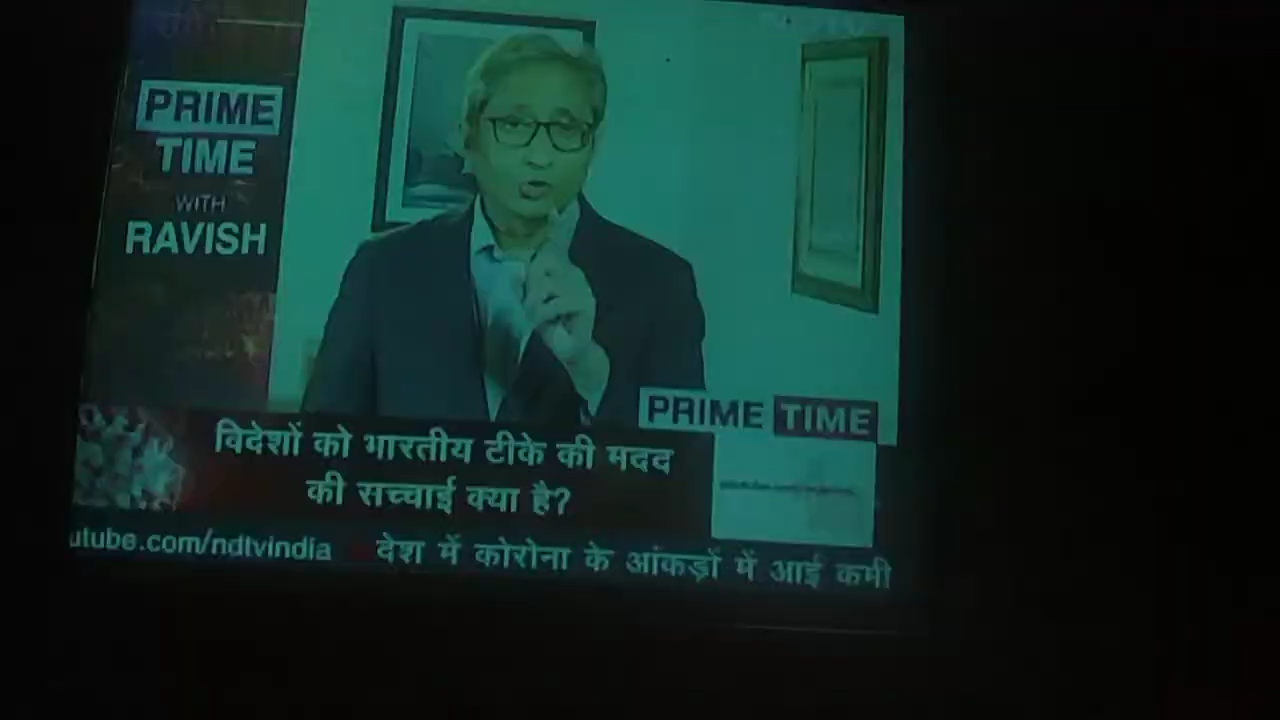 PRIME
TIME
WITH
RAVISH
PRIME TIME
विदेशों को भारतीय टीके की मदद
की सच्चाई क्या है?
utube.com/ndtvindia देश में कोरोना के आंकड़ों में आई कमी